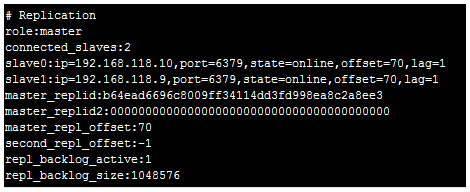 # Replication
role:master
connected_slaves:2
slave0:ip=192.168.118.10,port=6379,state=online,offset=70,lag=1
slave1:ip=192.168.118.9,port=6379,state=online,offset=70,lag=1
master_replid:b64ead6696c8009ff34114dd3fd998ea8c2a8ee3
master_replid2:0000000000000000000000000000000000000000
master_repl_offset:70
second_repl_offset:-1
repl_backlog_active:1
repl_backlog_size:1048576